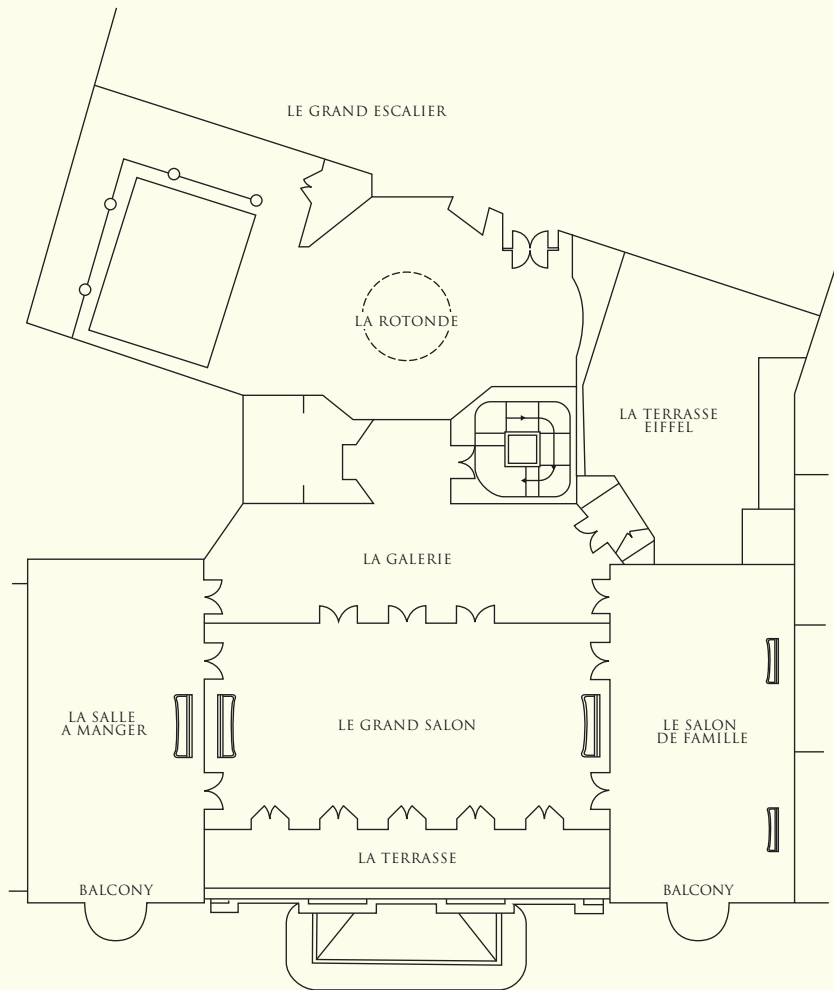 LE GRAND ESCALIER
LA ROTONDE
LA TERRASSE
EIFFEL
LA GALERIE
LA SALLE
A MANGER
LE GRAND SALON
LE SALON
DE FAMILLE
LA TERRASSE
BALCONY
BALCONY